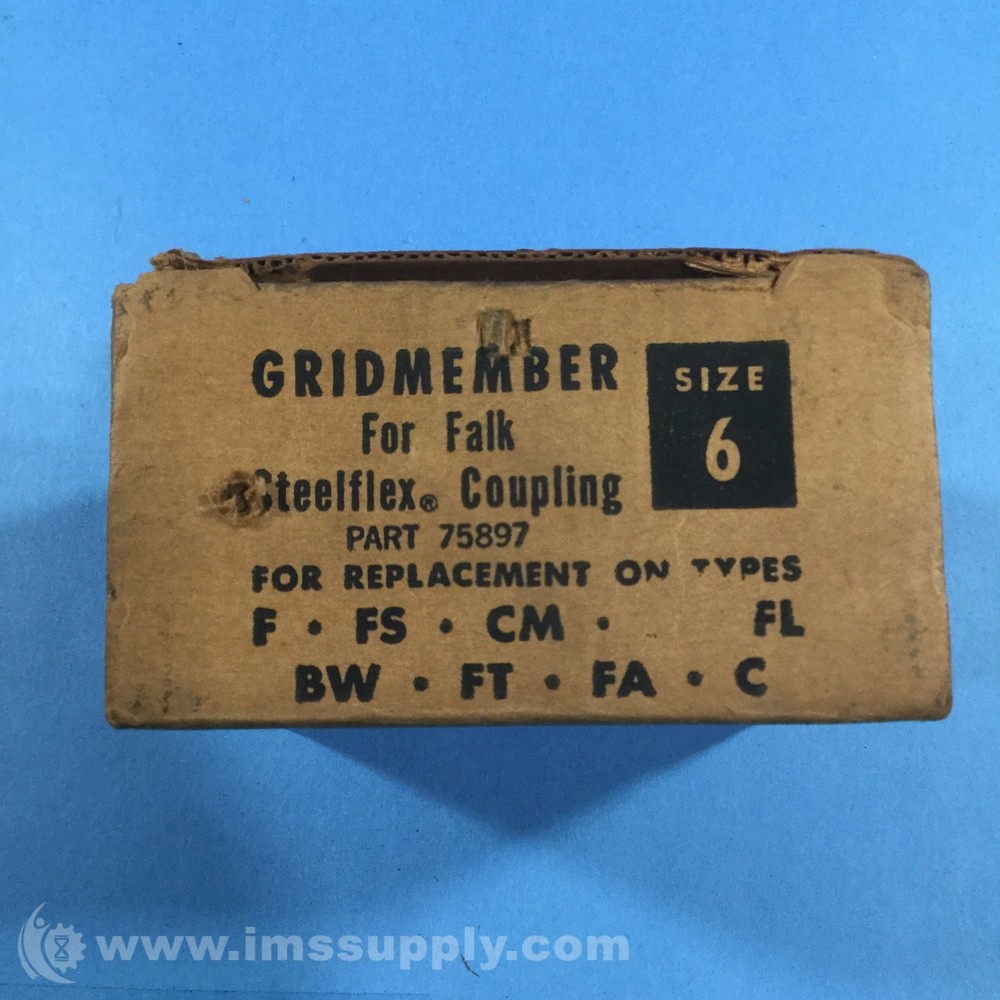 GRIDMEMBER
For Falk
Steelflex® Coupling
SIZE
6
PART 75897
FOR REPLACEMENT ON TYPES
F • FS • CM • FL
BW • FT • FA • C
www.imssupply.com